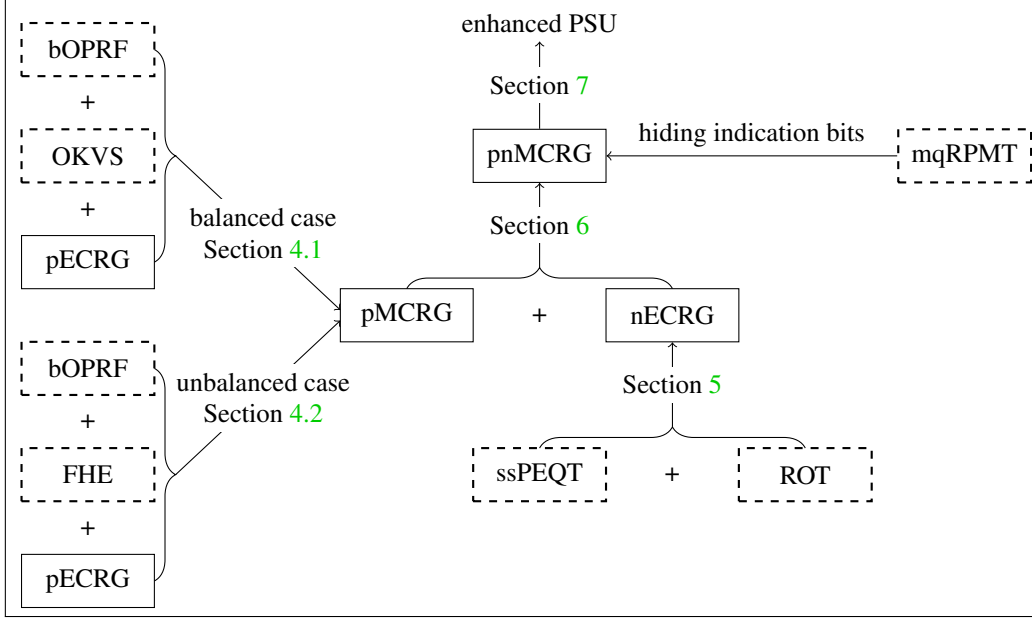 bOPRF
+
OKVS
+
pECRG
balanced case
Section 4.1
bOPRF
+
FHE
+
pECRG
unbalanced case
Section 4.2
enhanced PSU
Section 7
pnMCRG
hiding indication bits
mqRPMT
Section 6
pMCRG + nECRG
Section 5
ssPEQT + ROT